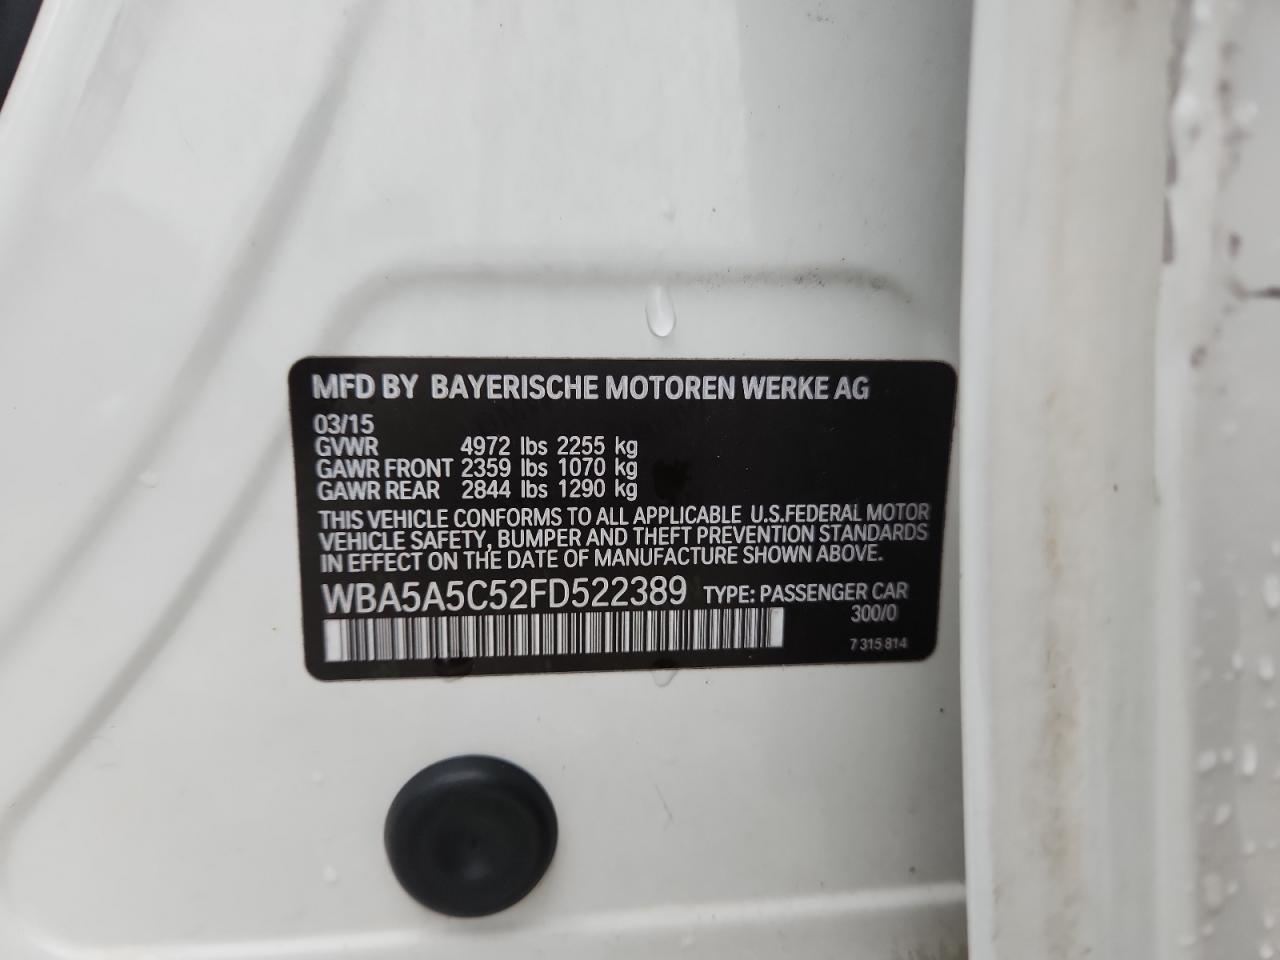 MFD BY BAYERISCHE MOTOREN WERKE AG
03/15
GVWR 4972 lbs 2255 kg
GAWR FRONT 2359 lbs 1070 kg
GAWR REAR 2844 lbs 1290 kg
THIS VEHICLE CONFORMS TO ALL APPLICABLE U.S.FEDERAL MOTOR
VEHICLE SAFETY, BUMPER AND THEFT PREVENTION STANDARDS
IN EFFECT ON THE DATE OF MANUFACTURE SHOWN ABOVE.
WBA5A5C52FD522389 TYPE: PASSENGER CAR
300/0
7 315 814